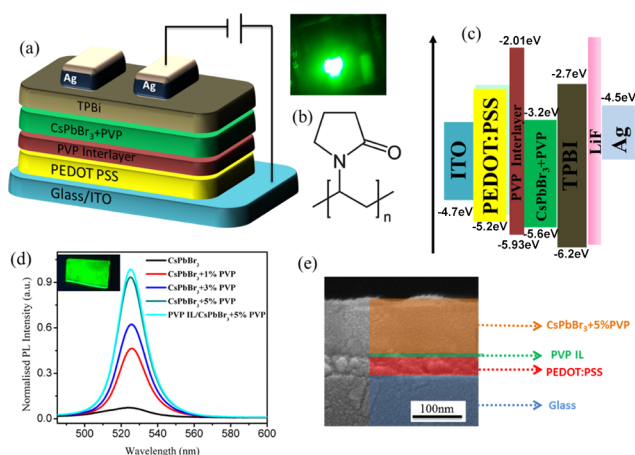 (a)
Ag
Ag
TPBi
CsPbBr3+PVP
PVP Interlayer
PEDOT PSS
Glass/ITO
(b)
N
O
n
(c)
-2.01eV
-2.7eV
-3.2eV
-4.5eV
ITO
PEDOT:PSS
PVP Interlayer
CsPbBr3+PVP
TPBI
LiF
Ag
-4.7eV
-5.2eV
-5.6eV
-5.93eV
-6.2eV
(d)
CsPbBr3
CsPbBr3+1% PVP
CsPbBr3+3% PVP
CsPbBr3+5% PVP
PVP IL/CsPbBr3+5% PVP
Normalised PL Intensity (a.u.)
0.9
0.6
0.3
0.0
500 520 540 560 580 600
Wavelength (nm)
(e)
CsPbBr3+5%PVP
PVP IL
PEDOT:PSS
Glass
100nm